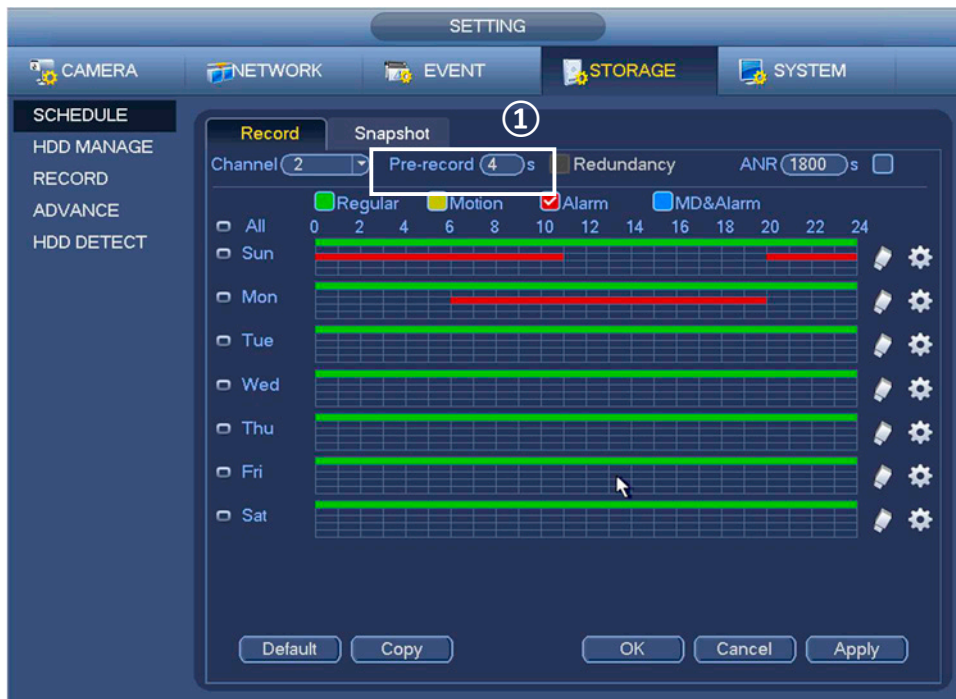 SETTING
CAMERA NETWORK EVENT STORAGE SYSTEM
SCHEDULE
HDD MANAGE
RECORD
ADVANCE
HDD DETECT
①
Record Snapshot
Channel 2 Pre-record 4 s Redundancy ANR 1800 s
Regular Motion Alarm MD&Alarm
All 0 2 4 6 8 10 12 14 16 18 20 22 24
Sun
Mon
Tue
Wed
Thu
Fri
Sat
Default Copy OK Cancel Apply